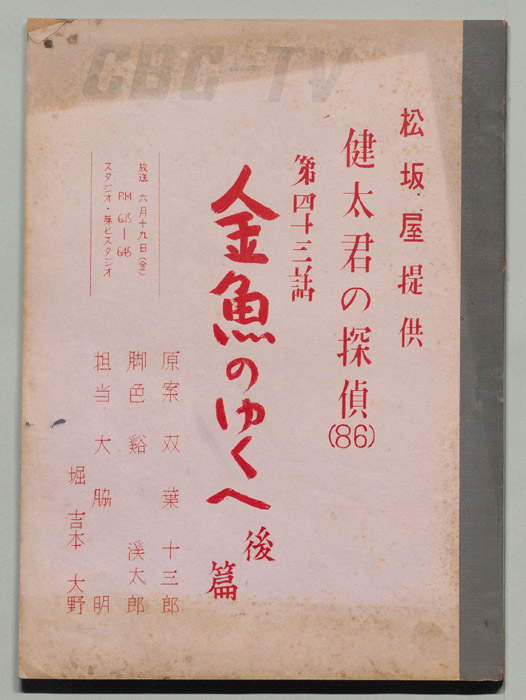 CBC-TV
松坂屋提供
健太君の探偵
(86)
第四十三話
金魚のゆくへ
後篇
放送 六月十九日(金)
PM 6.15―6.45
スタジオ・第七スタジオ
原案 双葉十三郎
脚色 谿渓太郎
担当 大脇明
堀 吉本 大野